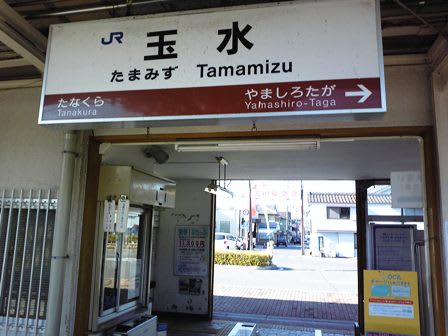 JR
玉水
たまみず Tamamizu
たなくら
Tanakura
やましろたが
Yamashiro-Taga